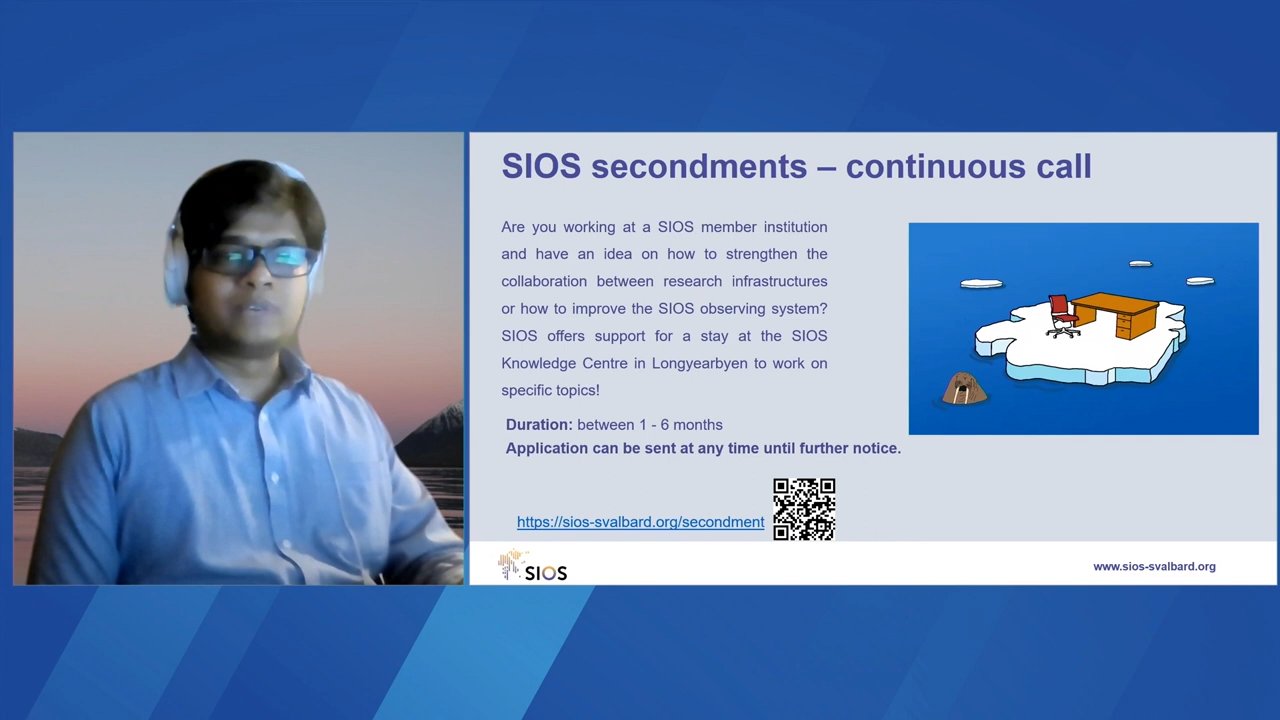 SIOS secondments – continuous call
Are you working at a SIOS member institution
and have an idea on how to strengthen the
collaboration between research infrastructures
or how to improve the SIOS observing system?
SIOS offers support for a stay at the SIOS
Knowledge Centre in Longyearbyen to work on
specific topics!
Duration: between 1 - 6 months
Application can be sent at any time until further notice.
https://sios-svalbard.org/secondment
SIOS
www.sios-svalbard.org